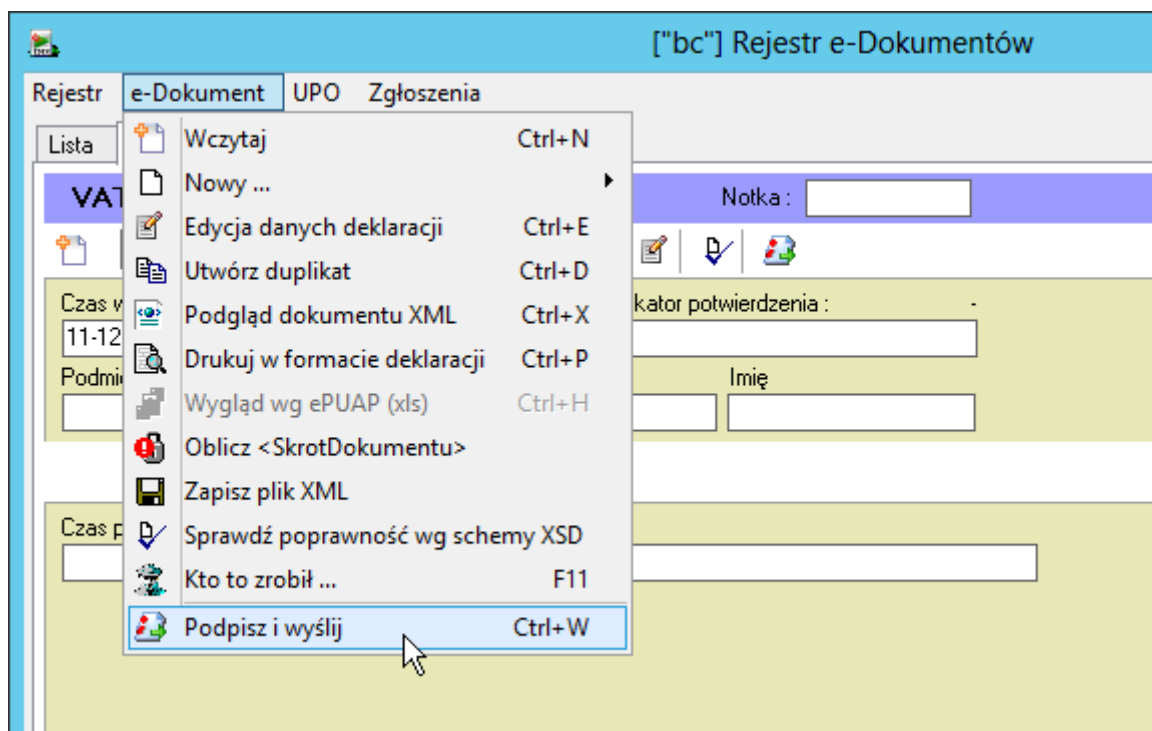 ["bc"] Rejestr e-Dokumentów
Rejestr e-Dokument UPO Zgłoszenia
Lista
Wczytaj Ctrl+N
VAT Nowy ... Notka :
Edycja danych deklaracji Ctrl+E
Utwórz duplikat Ctrl+D
Czas w Podgląd dokumentu XML Ctrl+X kator potwierdzenia : -
11-12 Drukuj w formacie deklaracji Ctrl+P
Podmi Imię
Wygląd wg ePUAP (xls) Ctrl+H
Oblicz <SkrotDokumentu>
Zapisz plik XML
Czas p Sprawdź poprawność wg schemy XSD
Kto to zrobił ... F11
Podpisz i wyślij Ctrl+W